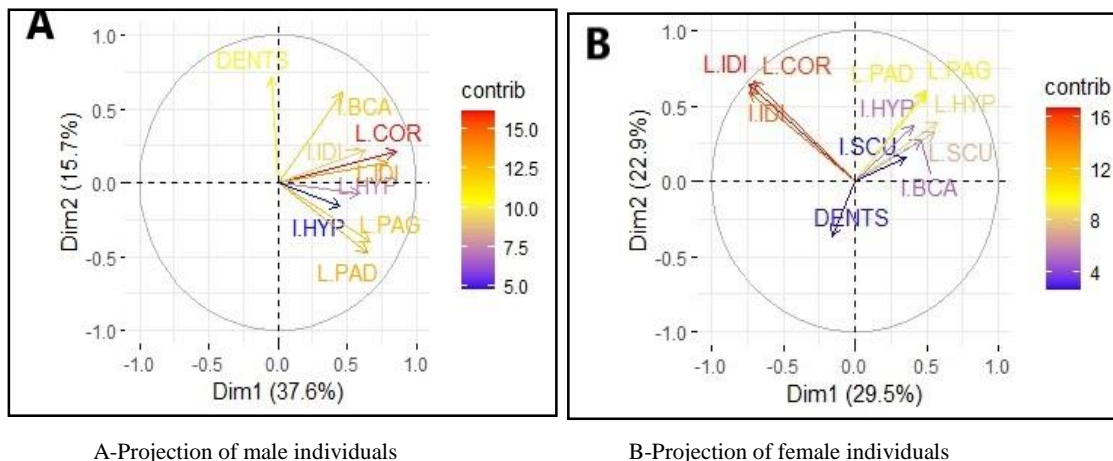 A
1.0
0.5
0.0
-0.5
-1.0
-1.0 -0.5 0.0 0.5 1.0
Dim2 (15.7%)
Dim1 (37.6%)
DENTS
I.BCA
L.COR
I.IDI
L.IDI
L.HYP
I.HYP
L.PAG
L.PAD
contrib
15.0
12.5
10.0
7.5
5.0
B
1.0
0.5
0.0
-0.5
-1.0
-1.0 -0.5 0.0 0.5 1.0
Dim2 (22.9%)
Dim1 (29.5%)
L.IDI
L.COR
I.IDI
L.PAD
L.PAG
I.HYP
L.HYP
I.SCU
L.SCU
I.BCA
DENTS
contrib
16
12
8
4
A-Projection of male individuals
B-Projection of female individuals